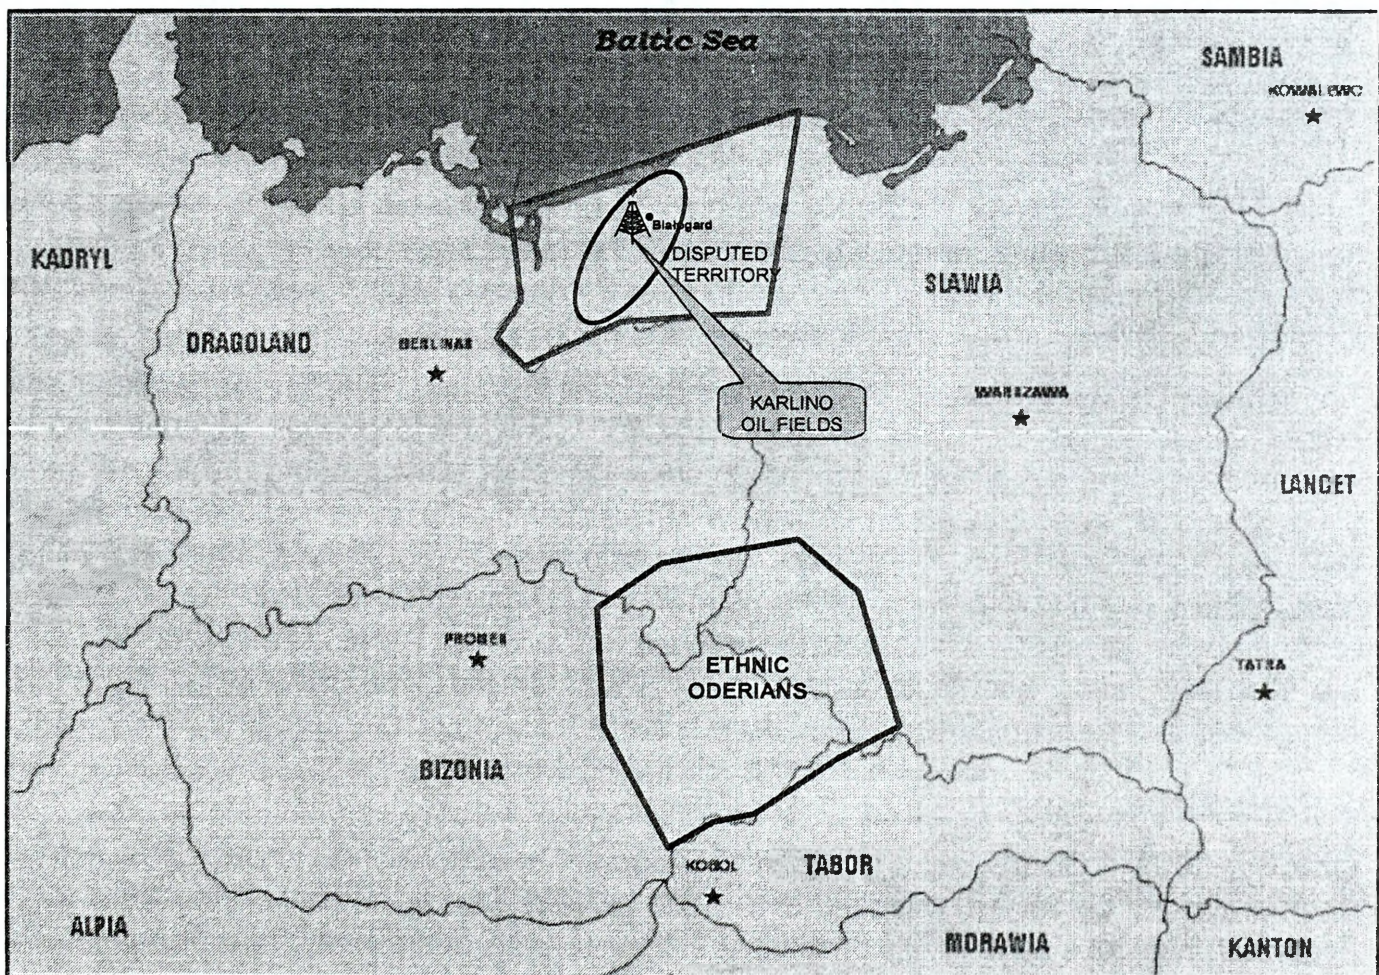 Baltic Sea
SAMBIA
KOWALEWO
Białogard
KADRYL
DISPUTED
TERRITORY
SLAWIA
DRAGOLAND
BERLINAS
KARLINO
OIL FIELDS
WARSZAWA
LANCET
PROMEN
ETHNIC
ODERIANS
TATRA
BIZONIA
KOBOL
TABOR
ALPIA
MORAWIA
KANTON